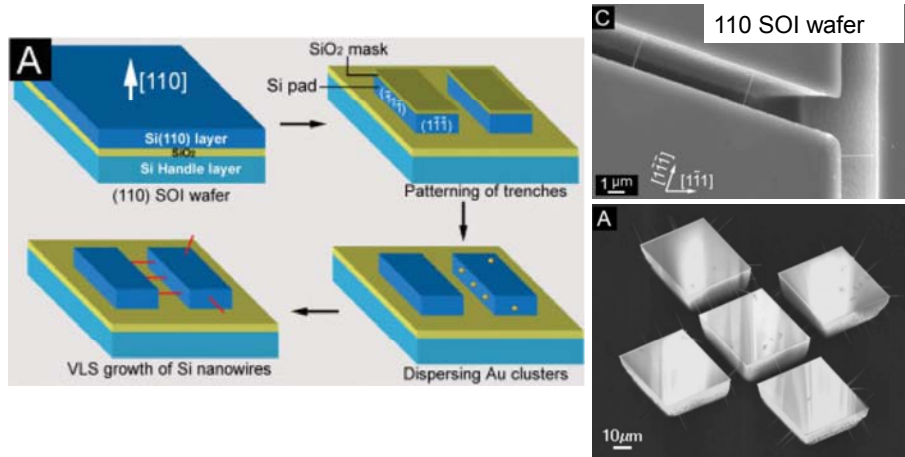 A
[110]
Si(110) layer
SiO₂
Si Handle layer
(110) SOI wafer
SiO₂ mask
Si pad
(1̅11̅)
(11̅1̅)
Patterning of trenches
VLS growth of Si nanowires
Dispersing Au clusters
C
110 SOI wafer
[11̅1̅]
[11̅1]
1 μm
A
10μm